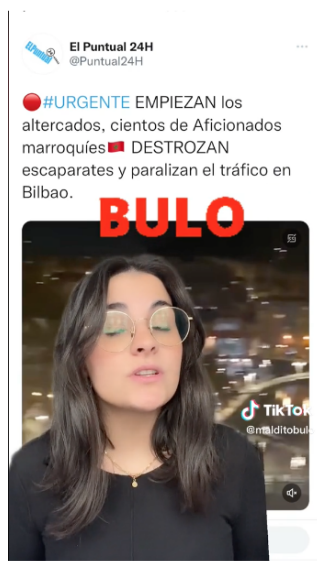 El Puntual 24H
@Puntual24H
🔴#URGENTE EMPIEZAN los
altercados, cientos de Aficionados
marroquíes🇲🇦 DESTROZAN
escaparates y paralizan el tráfico en
Bilbao.
BULO
TikTok
@malditobul